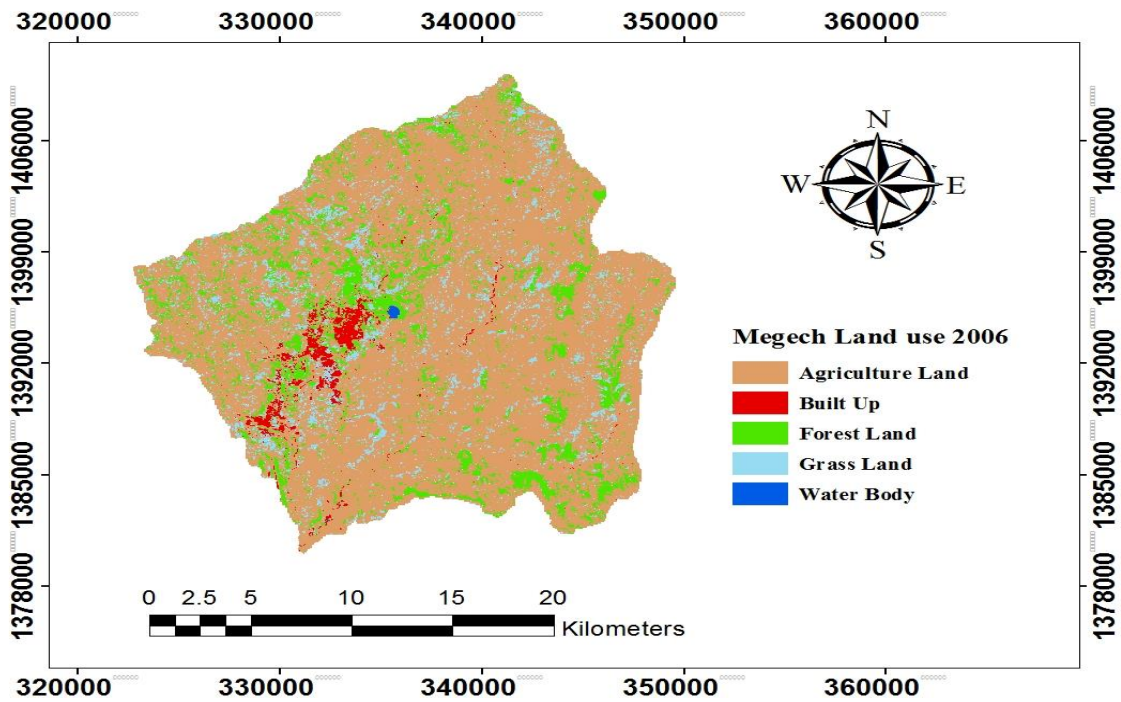 320000 330000 340000 350000 360000
1406000
1399000
1392000
1385000
1378000
N
W E
S
1406000
1399000
1392000
1385000
1378000
Megech Land use 2006
Agriculture Land
Built Up
Forest Land
Grass Land
Water Body
0 2.5 5 10 15 20
Kilometers
320000 330000 340000 350000 360000